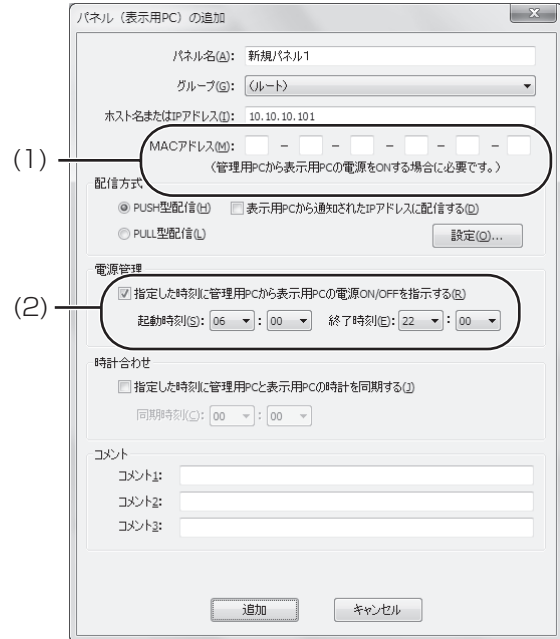 パネル（表示用PC）の追加
パネル名(A): 新規パネル1
グループ(G): (ルート)
ホスト名またはIPアドレス(I): 10.10.10.101
(1)
MACアドレス(M): - - - - -
(管理用PCから表示用PCの電源をONする場合に必要です。)
配信方式
PUSH型配信(H) 表示用PCから通知されたIPアドレスに配信する(D)
PULL型配信(L) 設定(O)...
電源管理
(2)
指定した時刻に管理用PCから表示用PCの電源ON/OFFを指示する(R)
起動時刻(S): 06 : 00 終了時刻(E): 22 : 00
時計合わせ
指定した時刻に管理用PCと表示用PCの時計を同期する(J)
同期時刻(C): 00 : 00
コメント
コメント1:
コメント2:
コメント3:
追加 キャンセル